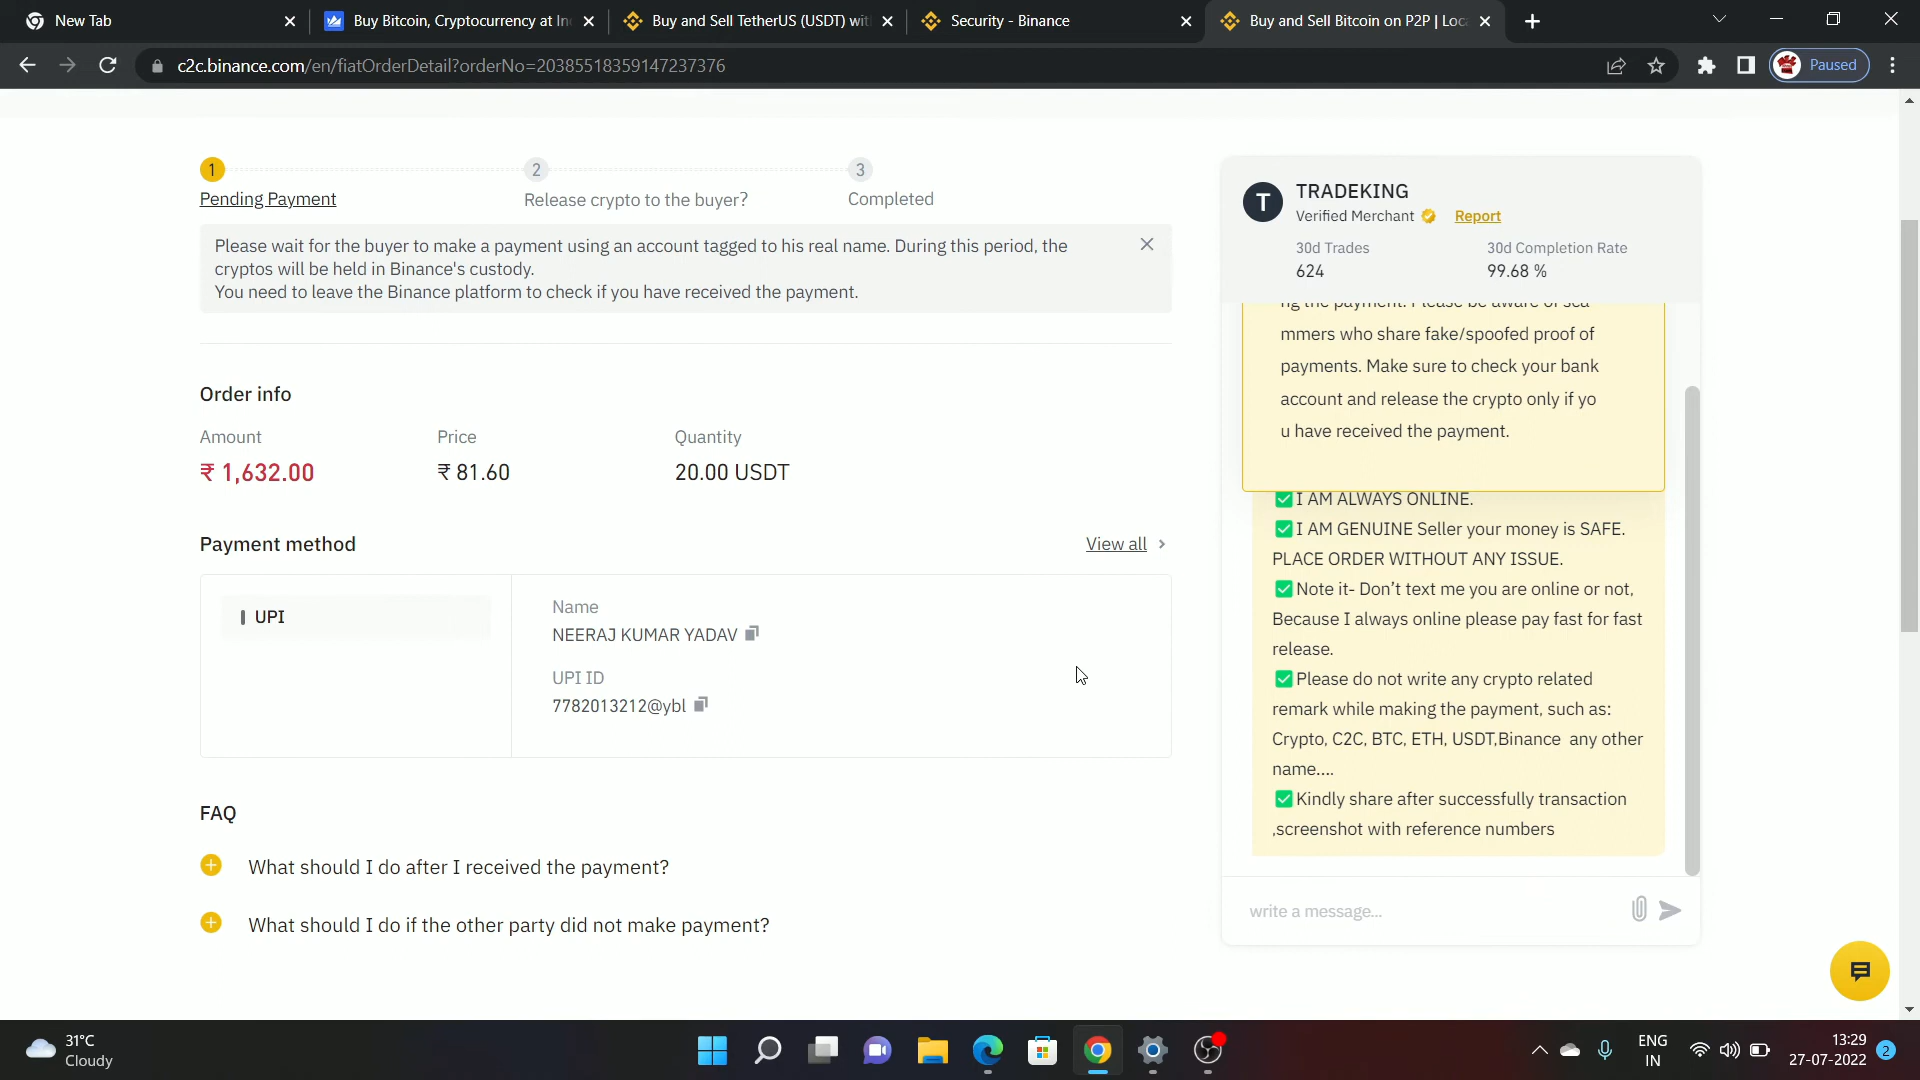 New Tab
Buy Bitcoin, Cryptocurrency at In
Buy and Sell TetherUS (USDT) wit
Security - Binance
Buy and Sell Bitcoin on P2P | Loc
c2c.binance.com/en/fiatOrderDetail?orderNo=20385518359147237376
Paused
1
2
3
Pending Payment
Release crypto to the buyer?
Completed
Please wait for the buyer to make a payment using an account tagged to his real name. During this period, the
cryptos will be held in Binance's custody.
You need to leave the Binance platform to check if you have received the payment.
Order info
Amount
Price
Quantity
₹ 1,632.00
₹ 81.60
20.00 USDT
Payment method
View all
UPI
Name
NEERAJ KUMAR YADAV
UPI ID
7782013212@ybl
FAQ
What should I do after I received the payment?
What should I do if the other party did not make payment?
T
TRADEKING
Verified Merchant
Report
30d Trades
30d Completion Rate
624
99.68 %
ng the payment. Please be aware of sca
mmers who share fake/spoofed proof of
payments. Make sure to check your bank
account and release the crypto only if yo
u have received the payment.
I AM ALWAYS ONLINE.
I AM GENUINE Seller your money is SAFE.
PLACE ORDER WITHOUT ANY ISSUE.
Note it- Don't text me you are online or not,
Because I always online please pay fast for fast
release.
Please do not write any crypto related
remark while making the payment, such as:
Crypto, C2C, BTC, ETH, USDT,Binance any other
name....
Kindly share after successfully transaction
,screenshot with reference numbers
write a message...
31°C
Cloudy
ENG
IN
13:29
27-07-2022
2